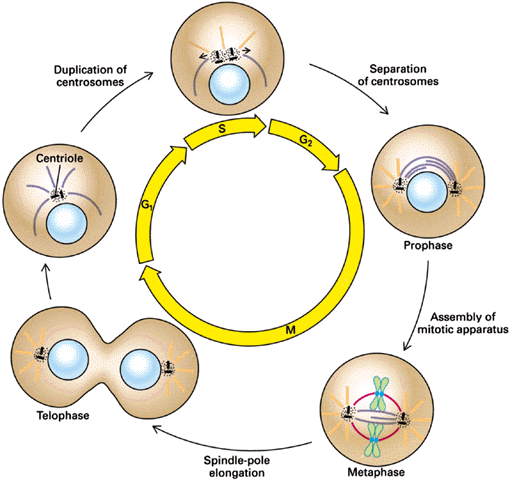 Duplication of
centrosomes
Separation
of centrosomes
S
G2
Centriole
G1
Prophase
Assembly of
mitotic apparatus
M
Telophase
Spindle-pole
elongation
Metaphase